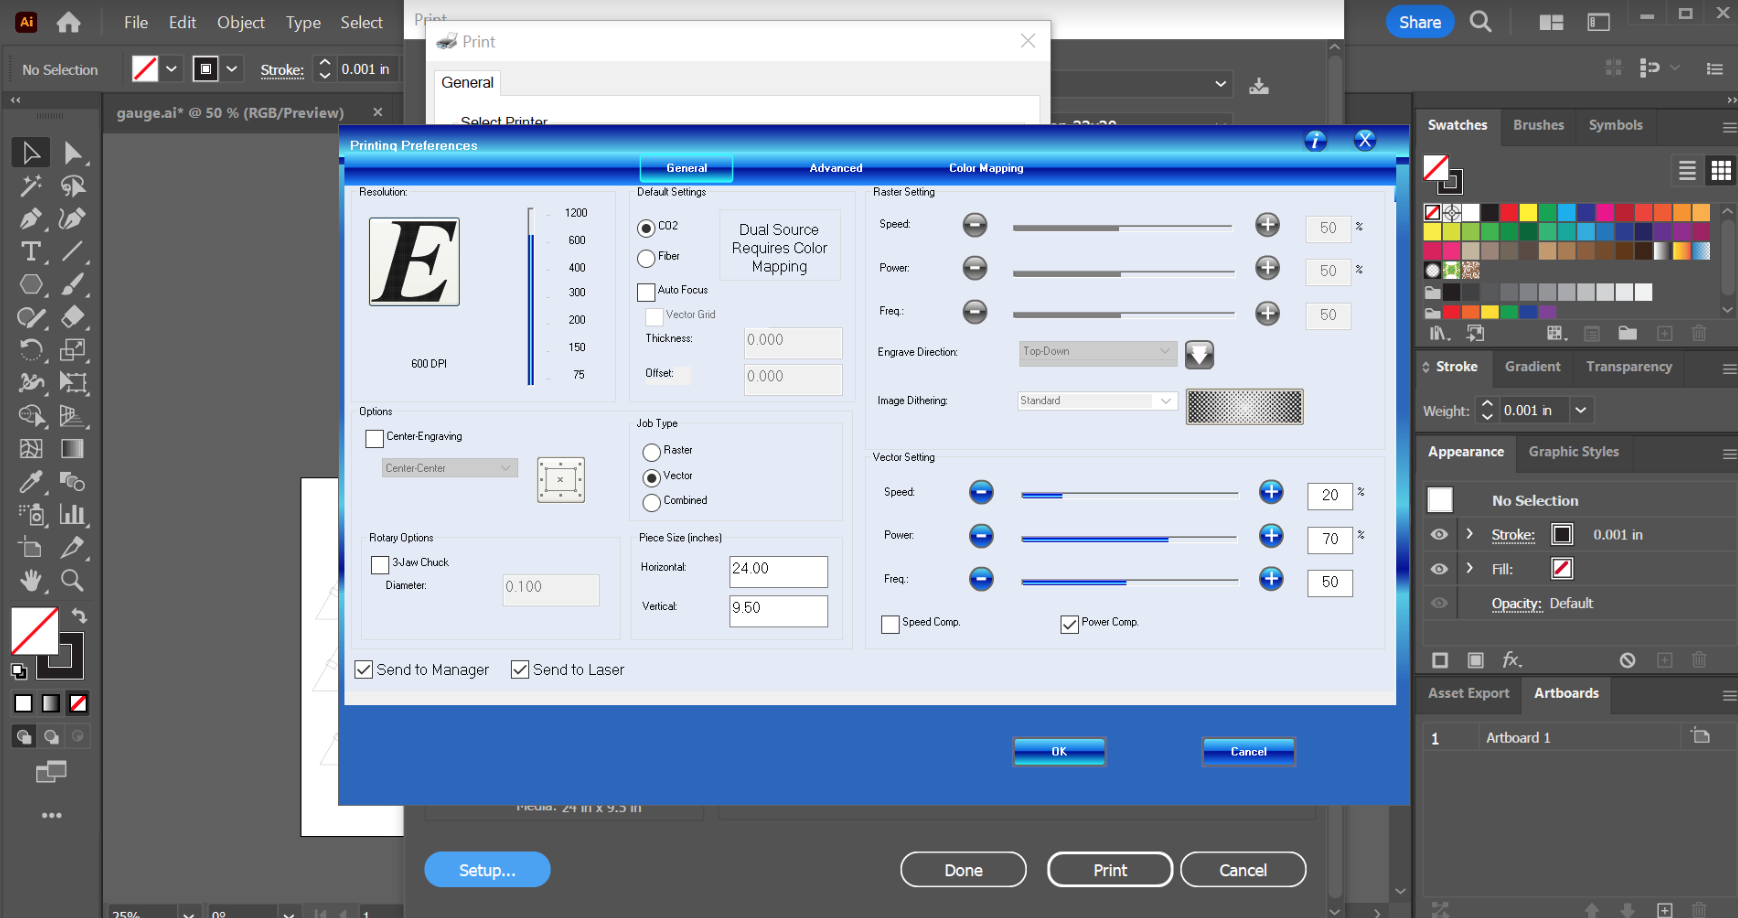 Ai File Edit Object Type Select
Print
Share
No Selection
Stroke: 0.001 in
Print
gauge.ai* @ 50 % (RGB/Preview) ×
General
Select Printer
Printing Preferences
General Advanced Color Mapping
Resolution:
1200
600
400
300
200
150
75
600 DPI
Default Settings
CO2
Fiber
Dual Source
Requires Color
Mapping
Auto Focus
Vector Grid
Thickness: 0.000
Offset: 0.000
Raster Setting
Speed: 50 %
Power: 50 %
Freq.: 50
Engrave Direction: Top-Down
Image Dithering: Standard
Options
Center-Engraving
Center-Center
Job Type
Raster
Vector
Combined
Vector Setting
Speed: 20 %
Power: 70 %
Freq.: 50
Speed Comp. Power Comp.
Rotary Options
3-Jaw Chuck
Diameter: 0.100
Piece Size (inches)
Horizontal: 24.00
Vertical: 9.50
Send to Manager Send to Laser
OK Cancel
Media: 24 in x 9.5 in
Setup... Done Print Cancel
25% 0° 1
Swatches Brushes Symbols
Stroke Gradient Transparency
Weight: 0.001 in
Appearance Graphic Styles
No Selection
Stroke: 0.001 in
Fill:
Opacity: Default
fx
Asset Export Artboards
1 Artboard 1